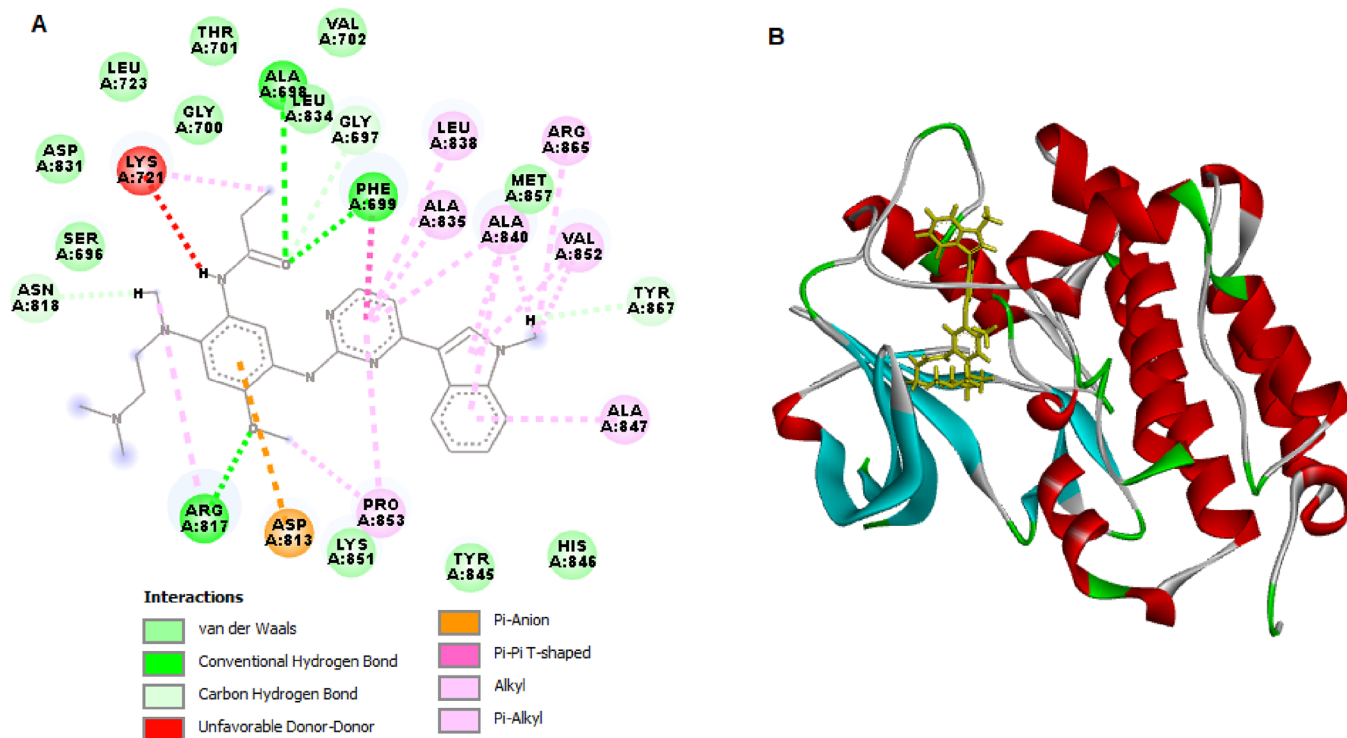 A
B
THR
A:701
VAL
A:702
LEU
A:723
ALA
A:698
LEU
A:834
GLY
A:700
GLY
A:697
LEU
A:838
ARG
A:865
ASP
A:831
LYS
A:721
MET
A:857
PHE
A:699
ALA
A:835
ALA
A:840
VAL
A:852
SER
A:696
ASN
A:818
TYR
A:867
H
H
H
N
O
N
N
N
N
N
N
O
ALA
A:847
ARG
A:817
ASP
A:813
PRO
A:853
LYS
A:851
TYR
A:845
HIS
A:846
Interactions
van der Waals
Conventional Hydrogen Bond
Carbon Hydrogen Bond
Unfavorable Donor-Donor
Pi-Anion
Pi-Pi T-shaped
Alkyl
Pi-Alkyl